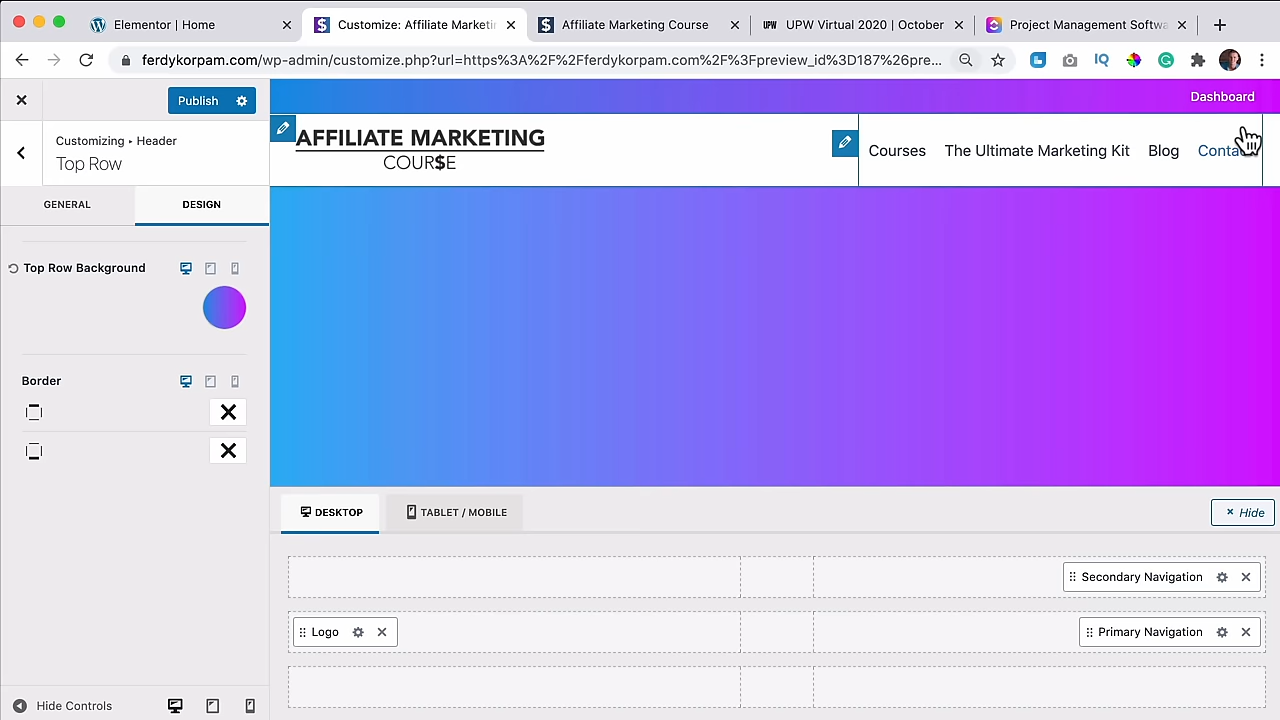 Elementor | Home
Customize: Affiliate Marketi
Affiliate Marketing Course
UPW
UPW Virtual 2020 | October
Project Management Softwa
ferdykorpam.com/wp-admin/customize.php?url=https%3A%2F%2Fferdykorpam.com%2F%3Fpreview_id%3D187%26pre...
IQ
Publish
Dashboard
Customizing ▸ Header
Top Row
AFFILIATE MARKETING
COUR$E
Courses
The Ultimate Marketing Kit
Blog
GENERAL
DESIGN
Top Row Background
Border
DESKTOP
TABLET / MOBILE
× Hide
Secondary Navigation
Logo
Primary Navigation
Hide Controls